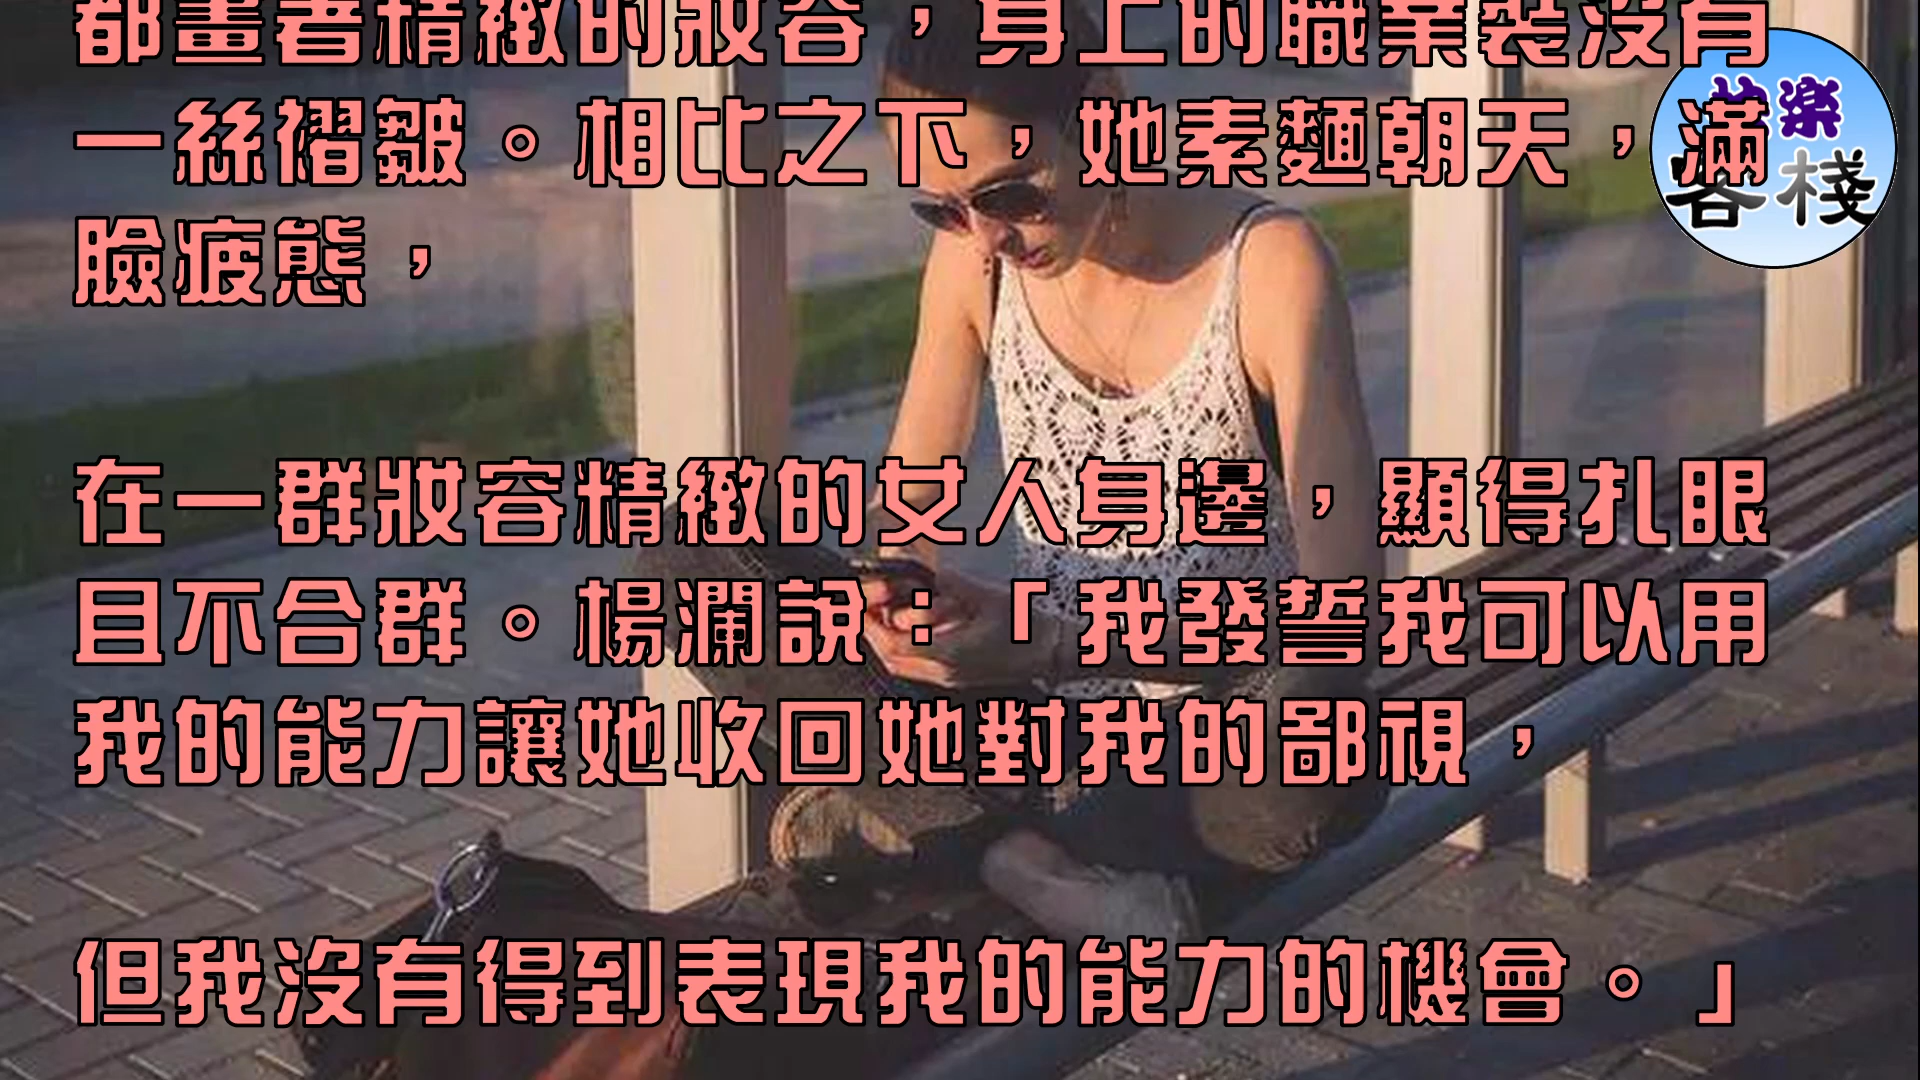 都畫著精緻的妝容，身上的職業裝沒有
一絲褶皺。相比之下，她素麵朝天，滿
臉疲態，
在一群妝容精緻的女人身邊，顯得扎眼
且不合群。楊瀾說：「我發誓我可以用
我的能力讓她收回她對我的鄙視，
但我沒有得到表現我的能力的機會。」
樂
客棧